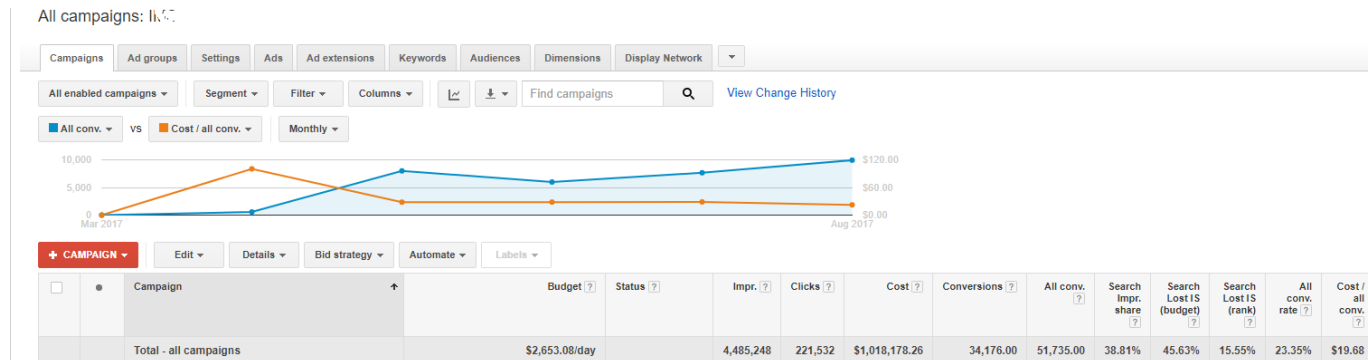 All campaigns:
Campaigns Ad groups Settings Ads Ad extensions Keywords Audiences Dimensions Display Network
All enabled campaigns Segment Filter Columns Find campaigns View Change History
All conv. VS Cost / all conv. Monthly
10,000 $120.00
5,000 $60.00
0 $0.00
Mar 2017 Aug 2017
+ CAMPAIGN Edit Details Bid strategy Automate Labels
Campaign Budget ? Status ? Impr. ? Clicks ? Cost ? Conversions ? All conv. ? Search Impr. share ? Search Lost IS (budget) ? Search Lost IS (rank) ? All conv. rate ? Cost / all conv. ?
Total - all campaigns $2,653.08/day 4,485,248 221,532 $1,018,178.26 34,176.00 51,735.00 38.81% 45.63% 15.55% 23.35% $19.68